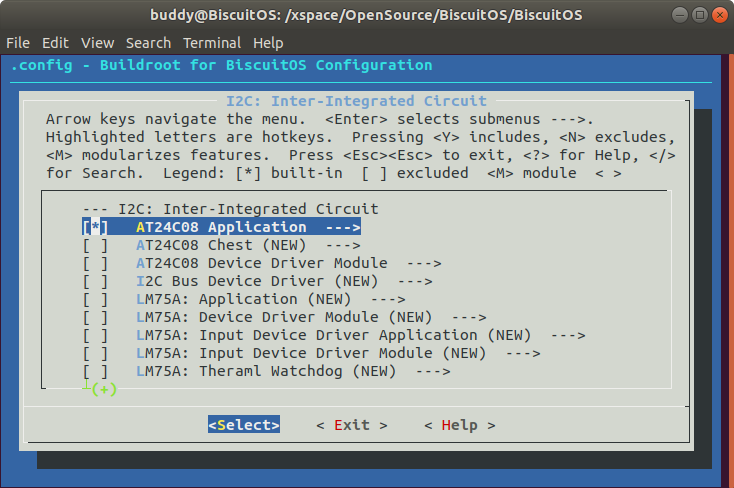 buddy@BiscuitOS: /xspace/OpenSource/BiscuitOS/BiscuitOS
File Edit View Search Terminal Help
.config - Buildroot for BiscuitOS Configuration
I2C: Inter-Integrated Circuit
Arrow keys navigate the menu. <Enter> selects submenus --->.
Highlighted letters are hotkeys. Pressing <Y> includes, <N> excludes,
<M> modularizes features. Press <Esc><Esc> to exit, <?> for Help, </>
for Search. Legend: [*] built-in [ ] excluded <M> module < >
--- I2C: Inter-Integrated Circuit
[*] AT24C08 Application --->
[ ] AT24C08 Chest (NEW) --->
[ ] AT24C08 Device Driver Module --->
[ ] I2C Bus Device Driver (NEW) --->
[ ] LM75A: Application (NEW) --->
[ ] LM75A: Device Driver Module (NEW) --->
[ ] LM75A: Input Device Driver Application (NEW) --->
[ ] LM75A: Input Device Driver Module (NEW) --->
[ ] LM75A: Theraml Watchdog (NEW) --->
┴(+)
<Select> < Exit > < Help >